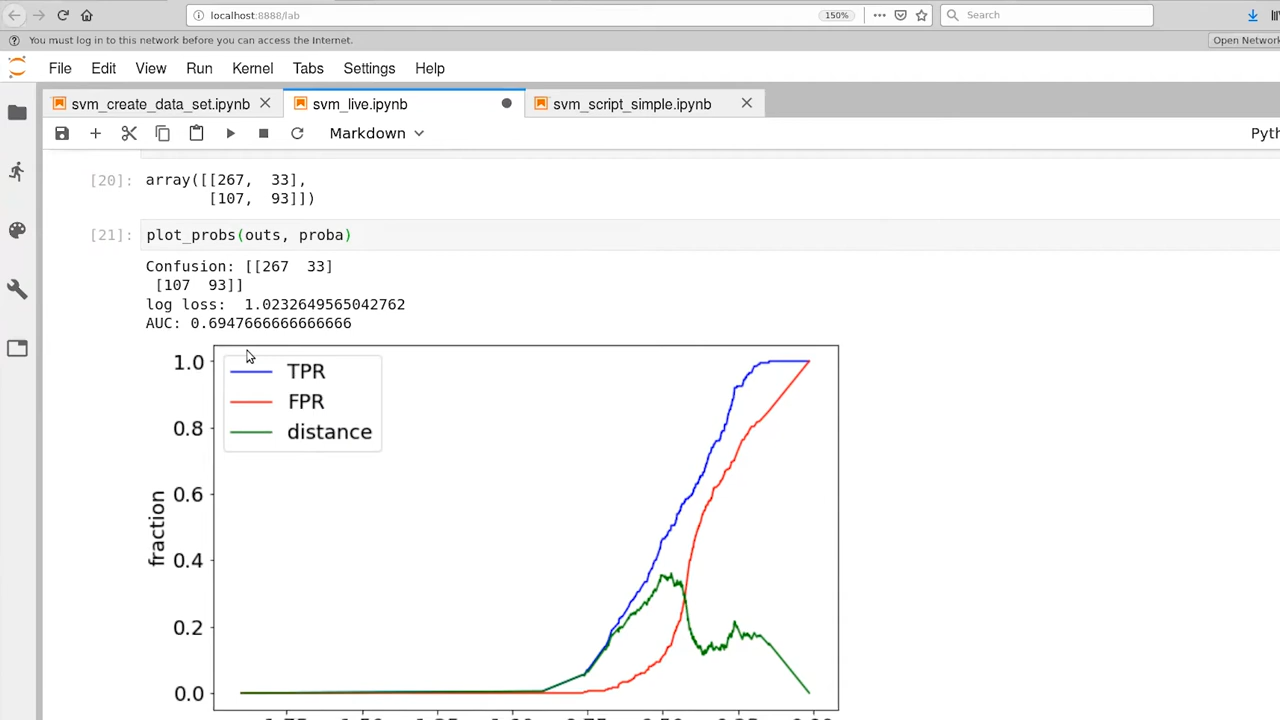 localhost:8888/lab
150%
Search
You must log in to this network before you can access the Internet.
Open Network
File Edit View Run Kernel Tabs Settings Help
svm_create_data_set.ipynb
svm_live.ipynb
svm_script_simple.ipynb
Markdown
Pyth
[20]: array([[267,  33],
[107,  93]])
[21]: plot_probs(outs, proba)
Confusion: [[267  33]
[107  93]]
log loss:  1.0232649565042762
AUC: 0.6947666666666666
TPR
FPR
distance
fraction
1.0
0.8
0.6
0.4
0.2
0.0